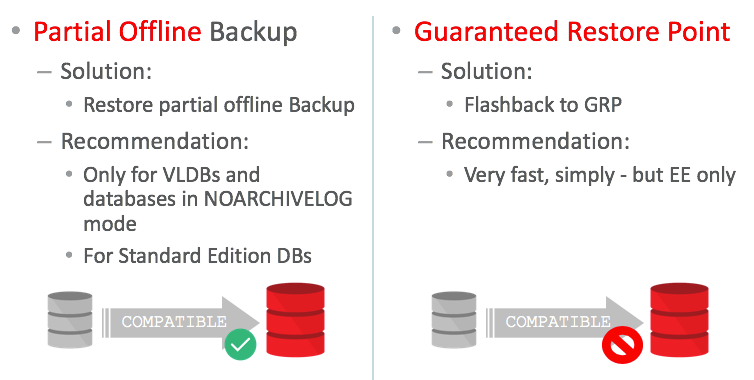 Partial Offline Backup
– Solution:
Restore partial offline Backup
– Recommendation:
Only for VLDBs and
databases in NOARCHIVELOG
mode
For Standard Edition DBs
COMPATIBLE
Guaranteed Restore Point
– Solution:
Flashback to GRP
– Recommendation:
Very fast, simply - but EE only
COMPATIBLE